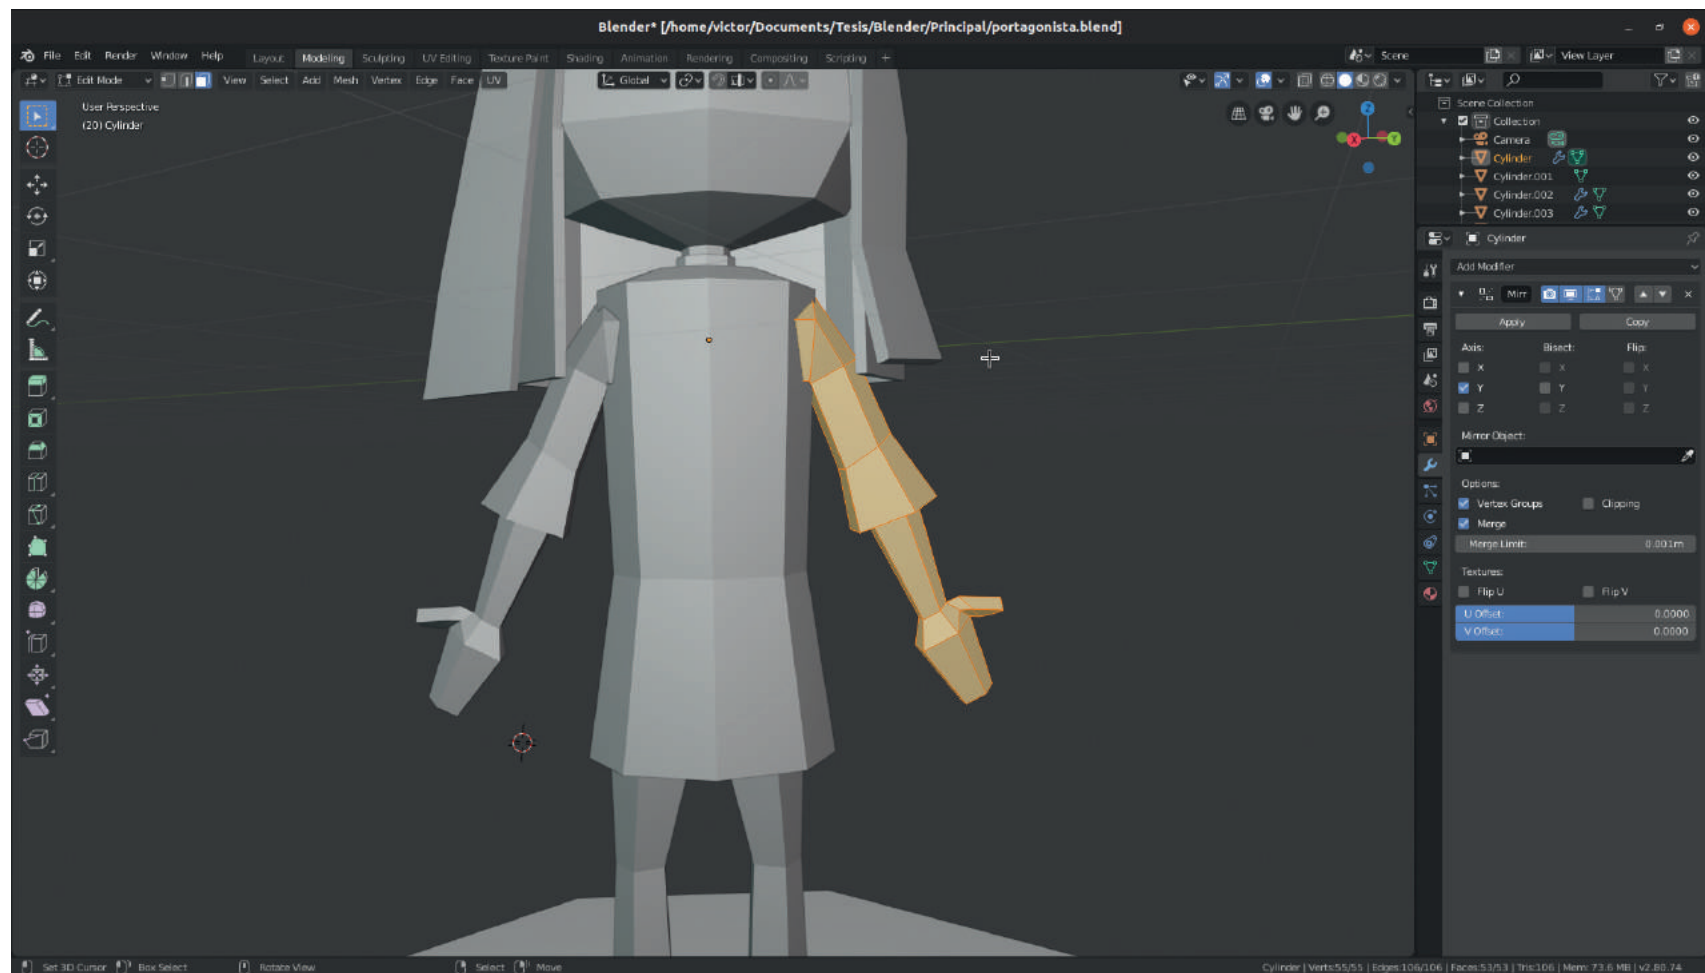 Blender* [/home/victor/Documents/Tesis/Blender/Principal/portagonista.blend]
File Edit Render Window Help Layout Modeling Sculpting UV Editing Texture Paint Shading Animation Rendering Compositing Scripting + Scene View Layer
Edit Mode View Select Add Mesh Vertex Edge Face UV Global
User Perspective
(20) Cylinder
Z
X
Y
Scene Collection
Collection
Camera
Cylinder
Cylinder.001
Cylinder.002
Cylinder.003
Cylinder
Add Modifier
Mirr
Apply Copy
Axis: Bisect: Flip:
X X X
Y Y Y
Z Z Z
Mirror Object:
Options:
Vertex Groups Clipping
Merge
Merge Limit: 0.001m
Textures:
Flip U Flip V
U Offset: 0.0000
V Offset: 0.0000
Set 3D Cursor Box Select Rotate View Select Move Cylinder | Verts:55/55 | Edges:106/106 | Faces:53/53 | Tris:106 | Mem: 73.6 MB | v2.80.74